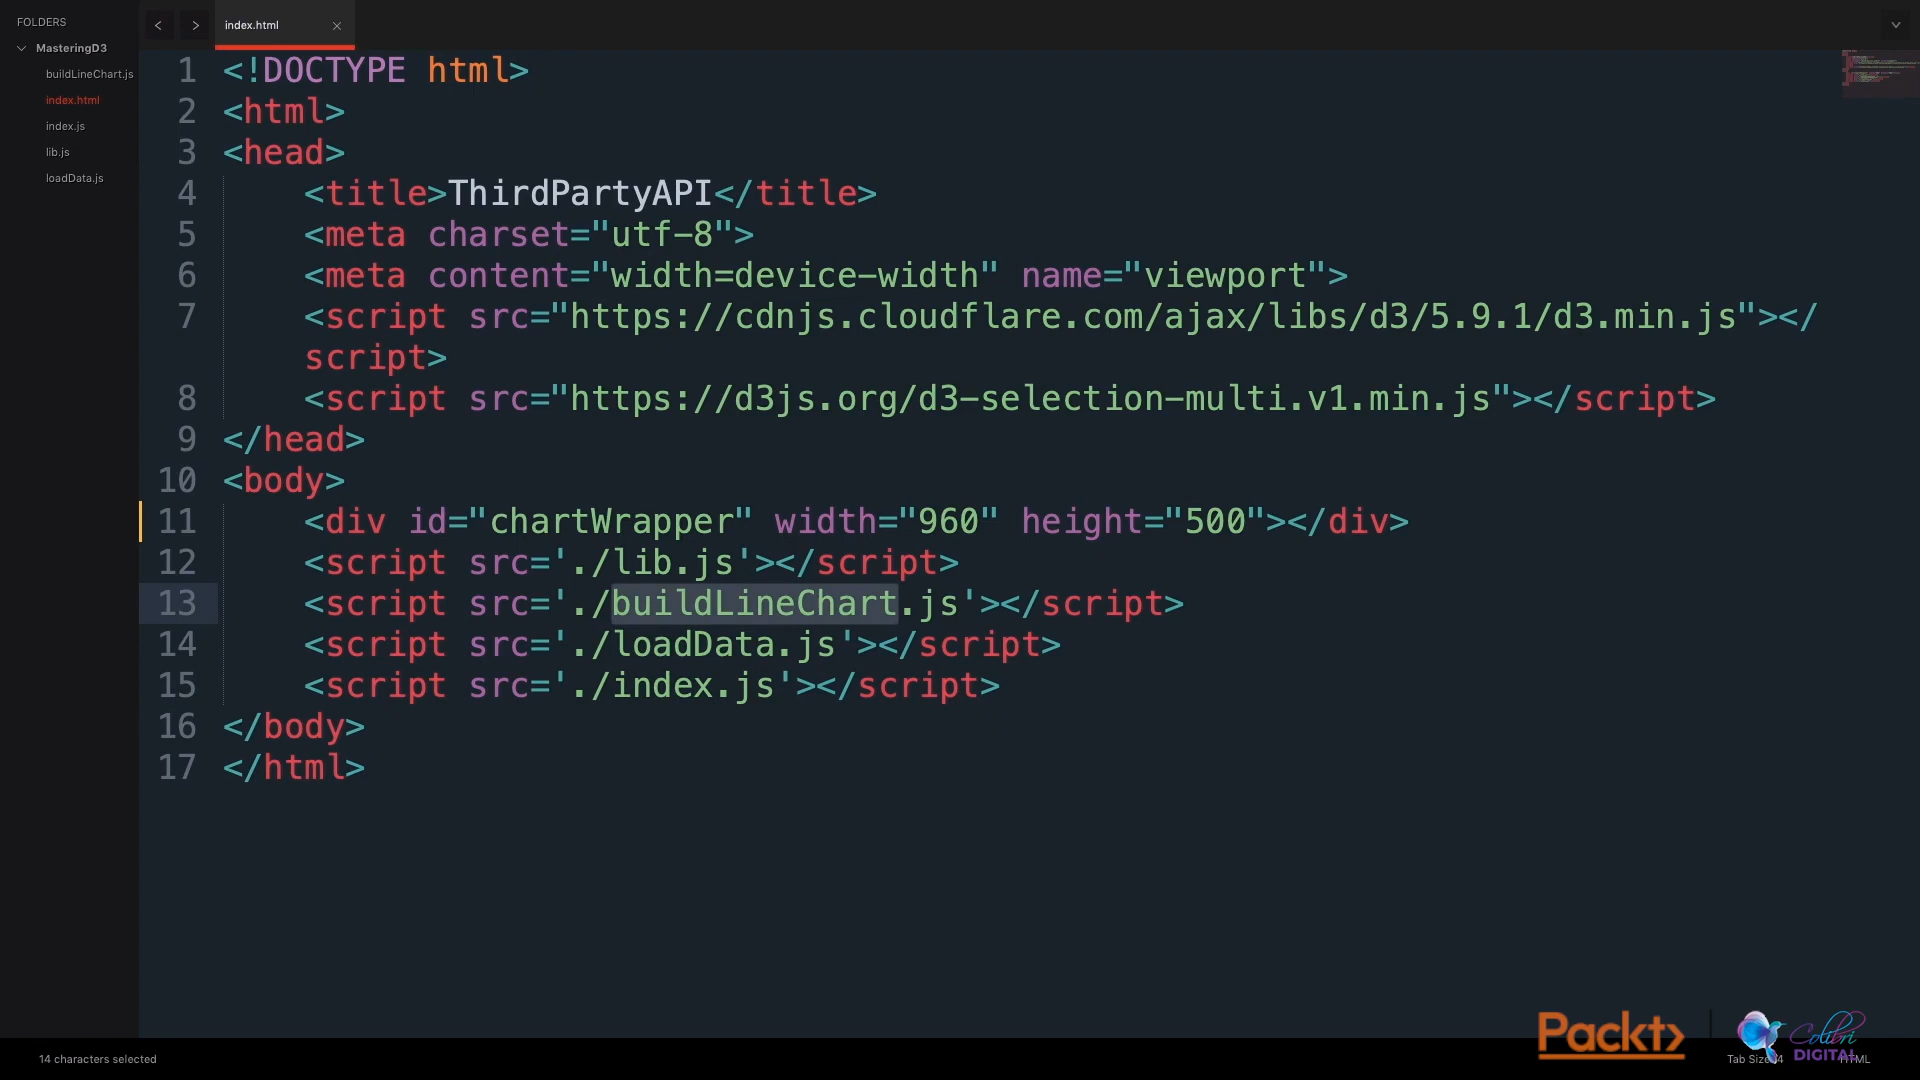 FOLDERS
MasteringD3
buildLineChart.js
index.html
index.js
lib.js
loadData.js
index.html
1 <!DOCTYPE html>
2 <html>
3 <head>
4 <title>ThirdPartyAPI</title>
5 <meta charset="utf-8">
6 <meta content="width=device-width" name="viewport">
7 <script src="https://cdnjs.cloudflare.com/ajax/libs/d3/5.9.1/d3.min.js"></
script>
8 <script src="https://d3js.org/d3-selection-multi.v1.min.js"></script>
9 </head>
10 <body>
11 <div id="chartWrapper" width="960" height="500"></div>
12 <script src='./lib.js'></script>
13 <script src='./buildLineChart.js'></script>
14 <script src='./loadData.js'></script>
15 <script src='./index.js'></script>
16 </body>
17 </html>
Packt>
Colibri
DIGITAL
14 characters selected
Tab Size: 4
HTML